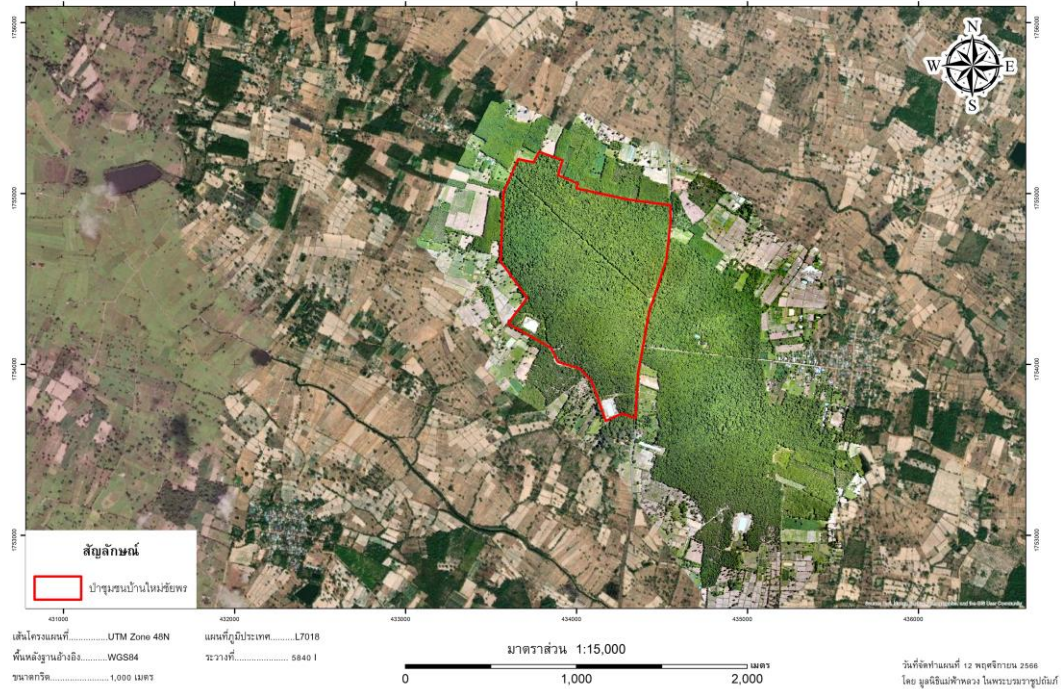 1756000
1756000
N
W
E
S
1755000
1755000
1754000
1754000
1753000
1753000
สัญลักษณ์
ป่าชุมชนบ้านใหม่ชัยพร
431000
432000
433000
434000
435000
436000
เส้นโครงแผนที่...............UTM Zone 48N
แผนที่ภูมิประเทศ..........L7018
พื้นหลักฐานอ้างอิง...........WGS84
ระวางที่.................... 5840 I
ขนาดกริด.......................1,000 เมตร
มาตราส่วน 1:15,000
0
1,000
2,000
เมตร
วันที่จัดทำแผนที่ 12 พฤศจิกายน 2566
โดย มูลนิธิแม่ฟ้าหลวง ในพระบรมราชูปถัมภ์